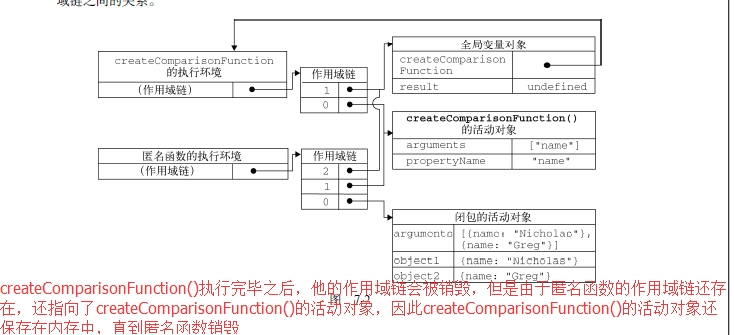 域链之间的关系。
全局变量对象
createComparisonFunction
的执行环境
作用域链
createComparison
Function
(作用域链)
1
result undefined
0
createComparisonFunction()
的活动对象
arguments ["name"]
匿名函数的执行环境
作用域链
propertyName "name"
(作用域链)
2
1
0
闭包的活动对象
arguments [{name: "Nicholas"},
{name: "Greg"}]
object1 {name: "Nicholas"}
object2 {name: "Greg"}
createComparisonFunction()执行完毕之后，他的作用域链会被销毁，但是由于匿名函数的作用域链还存
图 7-2
在，还指向了createComparisonFunction()的活动对象，因此createComparisonFunction()的活动对象还
保存在内存中，直到匿名函数销毁